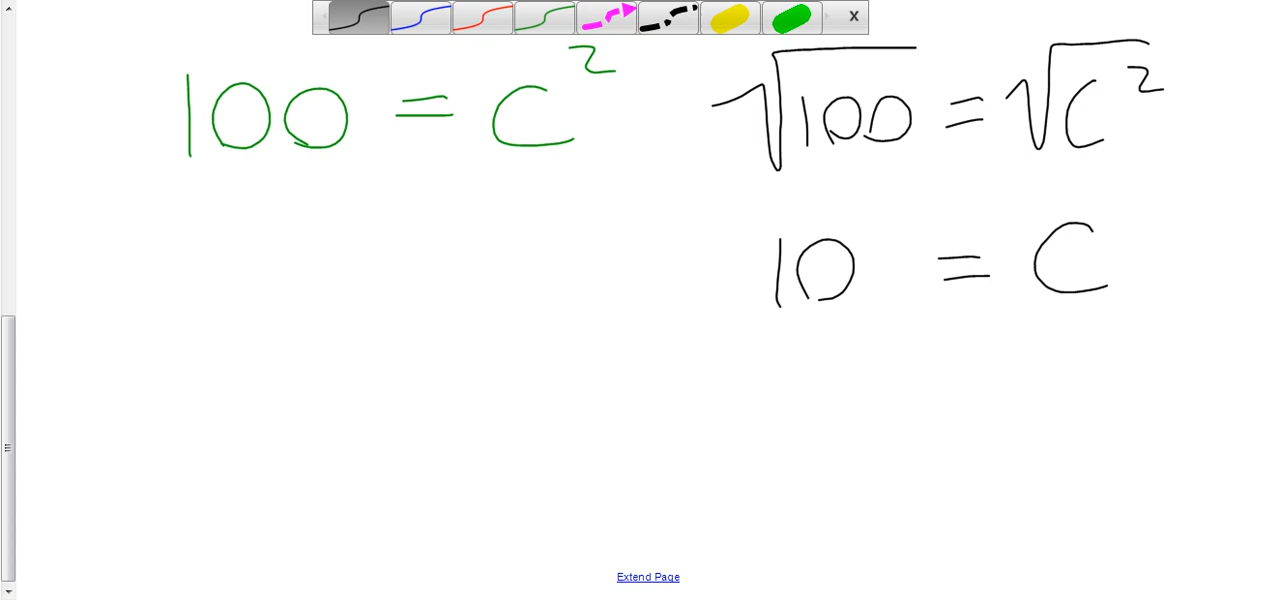 X
100 = C² √100 = √C²
10 = C
Extend Page